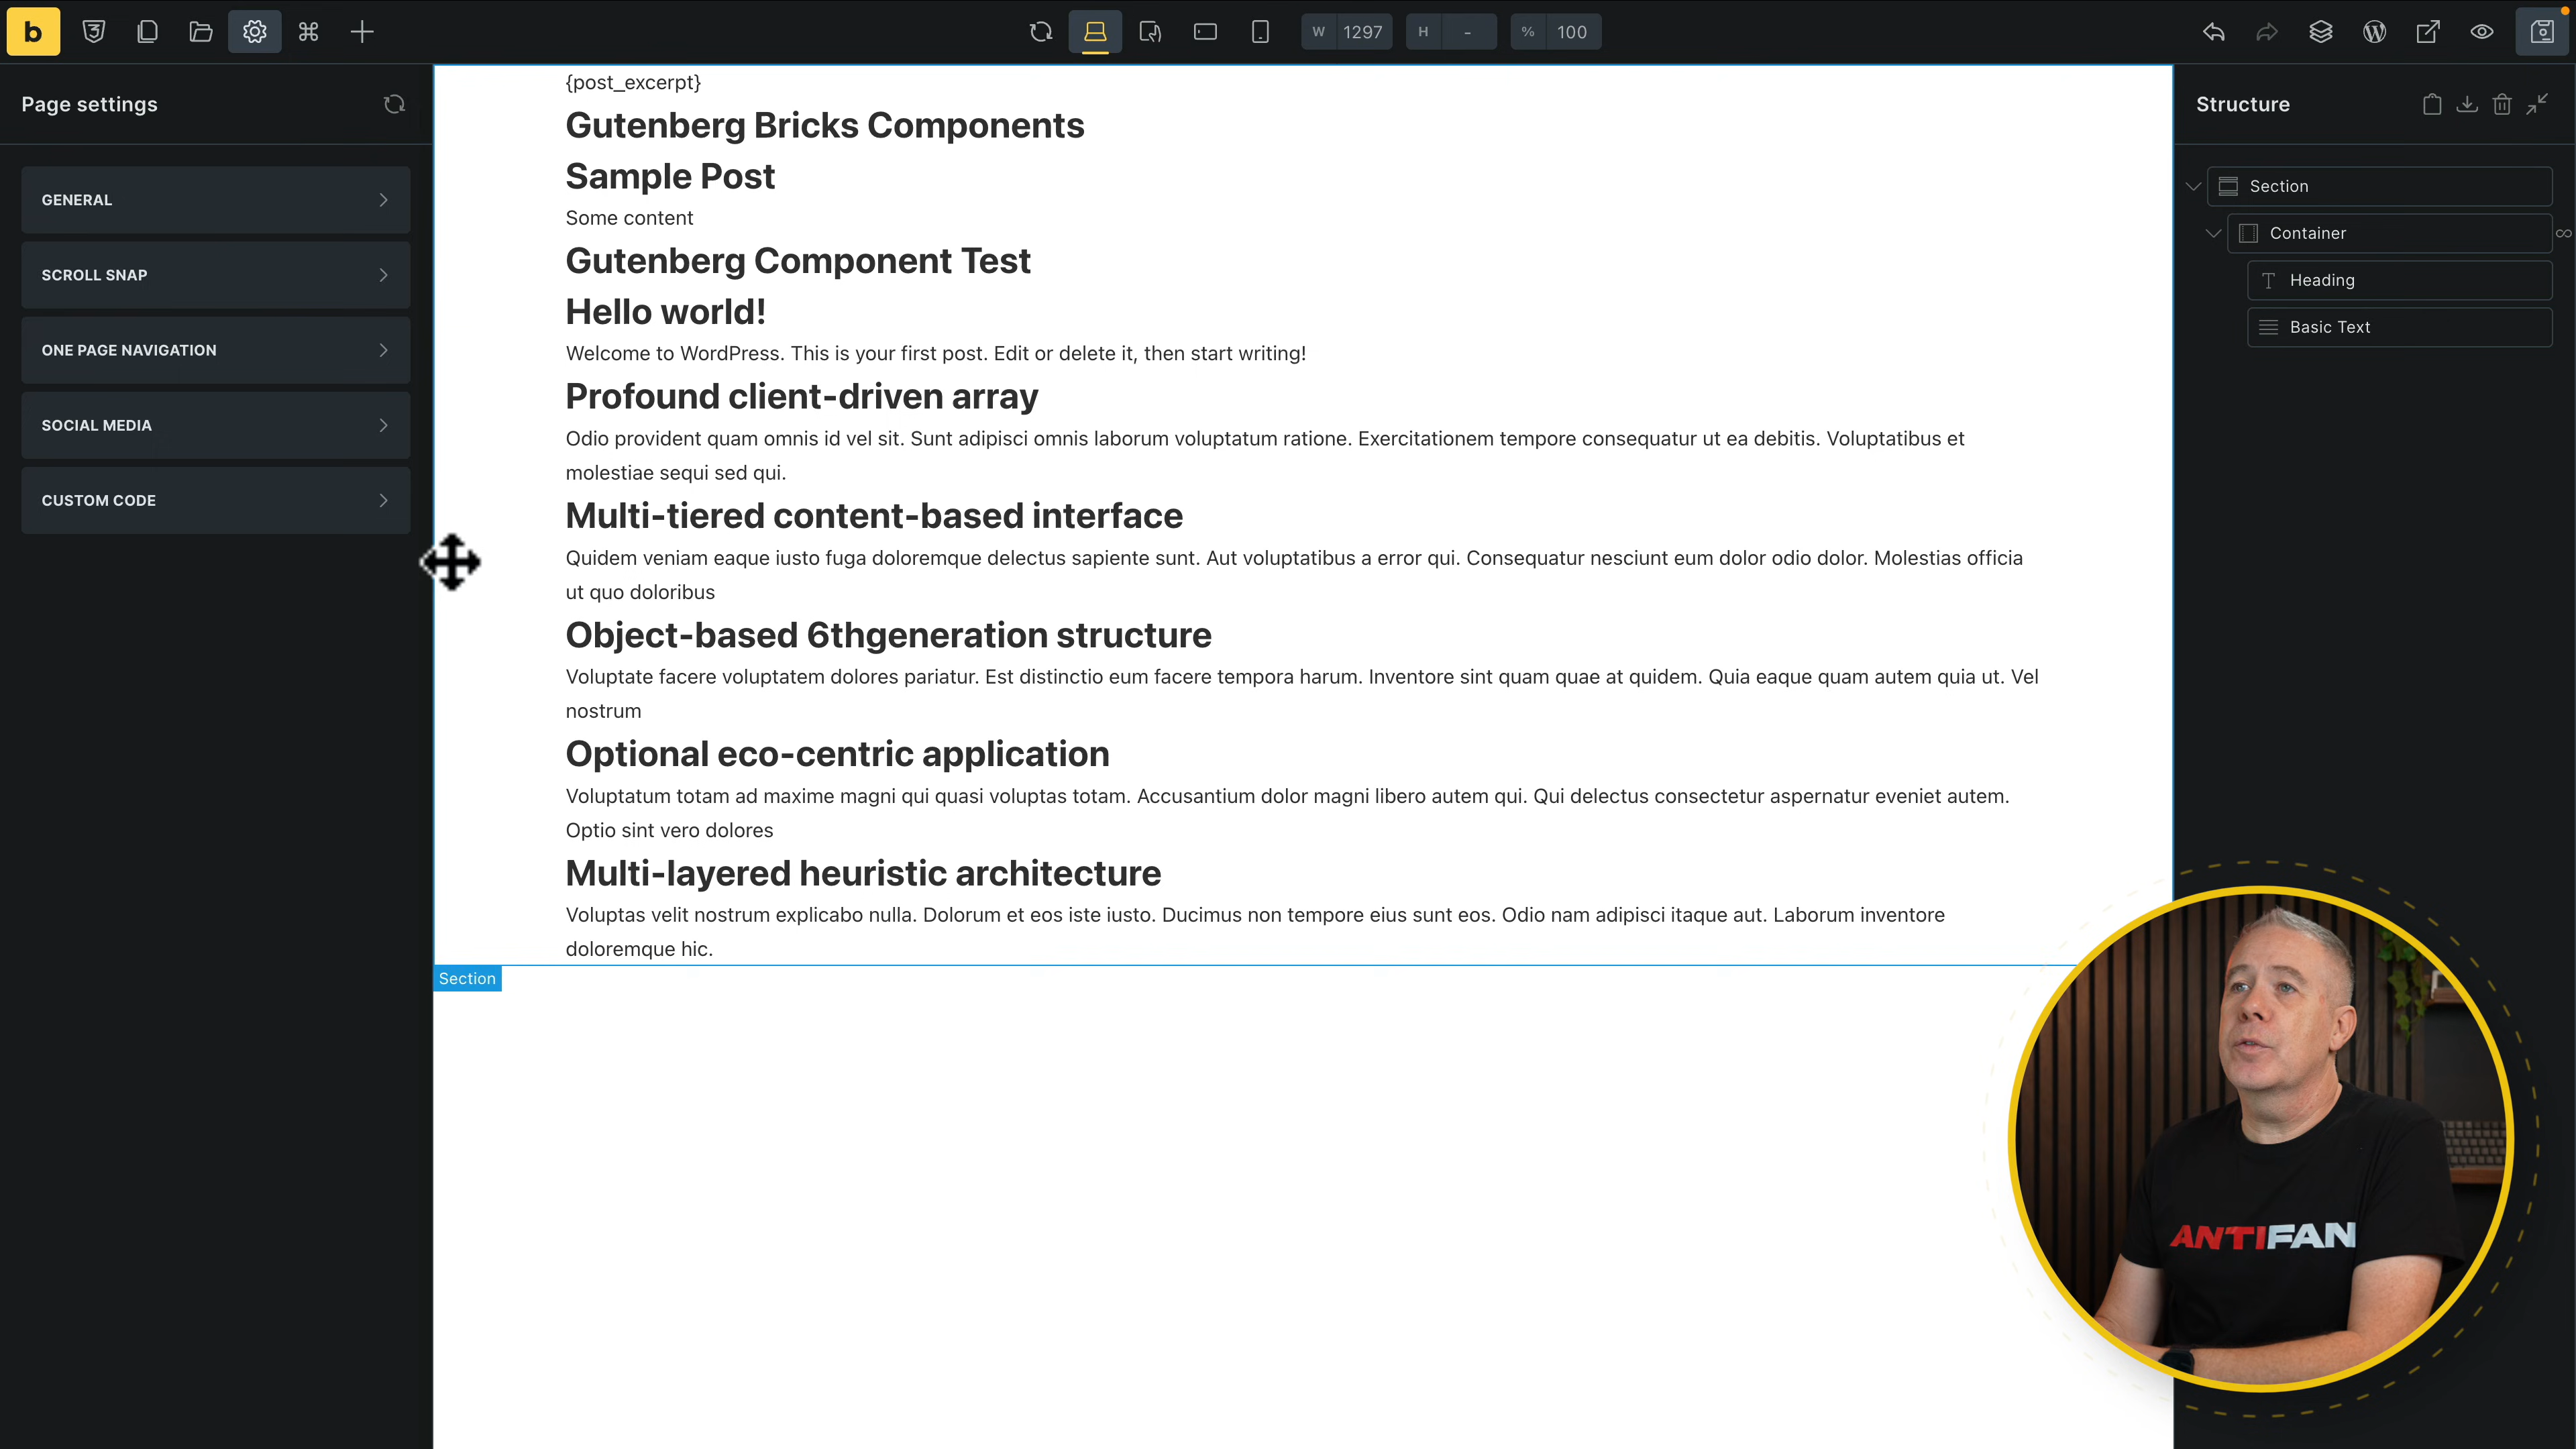 b
W 1297 H - % 100
Page settings
GENERAL
SCROLL SNAP
ONE PAGE NAVIGATION
SOCIAL MEDIA
CUSTOM CODE
{post_excerpt}
Gutenberg Bricks Components
Sample Post
Some content
Gutenberg Component Test
Hello world!
Welcome to WordPress. This is your first post. Edit or delete it, then start writing!
Profound client-driven array
Odio provident quam omnis id vel sit. Sunt adipisci omnis laborum voluptatum ratione. Exercitationem tempore consequatur ut ea debitis. Voluptatibus et
molestiae sequi sed qui.
Multi-tiered content-based interface
Quidem veniam eaque iusto fuga doloremque delectus sapiente sunt. Aut voluptatibus a error qui. Consequatur nesciunt eum dolor odio dolor. Molestias officia
ut quo doloribus
Object-based 6thgeneration structure
Voluptate facere voluptatem dolores pariatur. Est distinctio eum facere tempora harum. Inventore sint quam quae at quidem. Quia eaque quam autem quia ut. Vel
nostrum
Optional eco-centric application
Voluptatum totam ad maxime magni qui quasi voluptas totam. Accusantium dolor magni libero autem qui. Qui delectus consectetur aspernatur eveniet autem.
Optio sint vero dolores
Multi-layered heuristic architecture
Voluptas velit nostrum explicabo nulla. Dolorum et eos iste iusto. Ducimus non tempore eius sunt eos. Odio nam adipisci itaque aut. Laborum inventore
doloremque hic.
Section
Structure
Section
Container
Heading
Basic Text
ANTIFAN